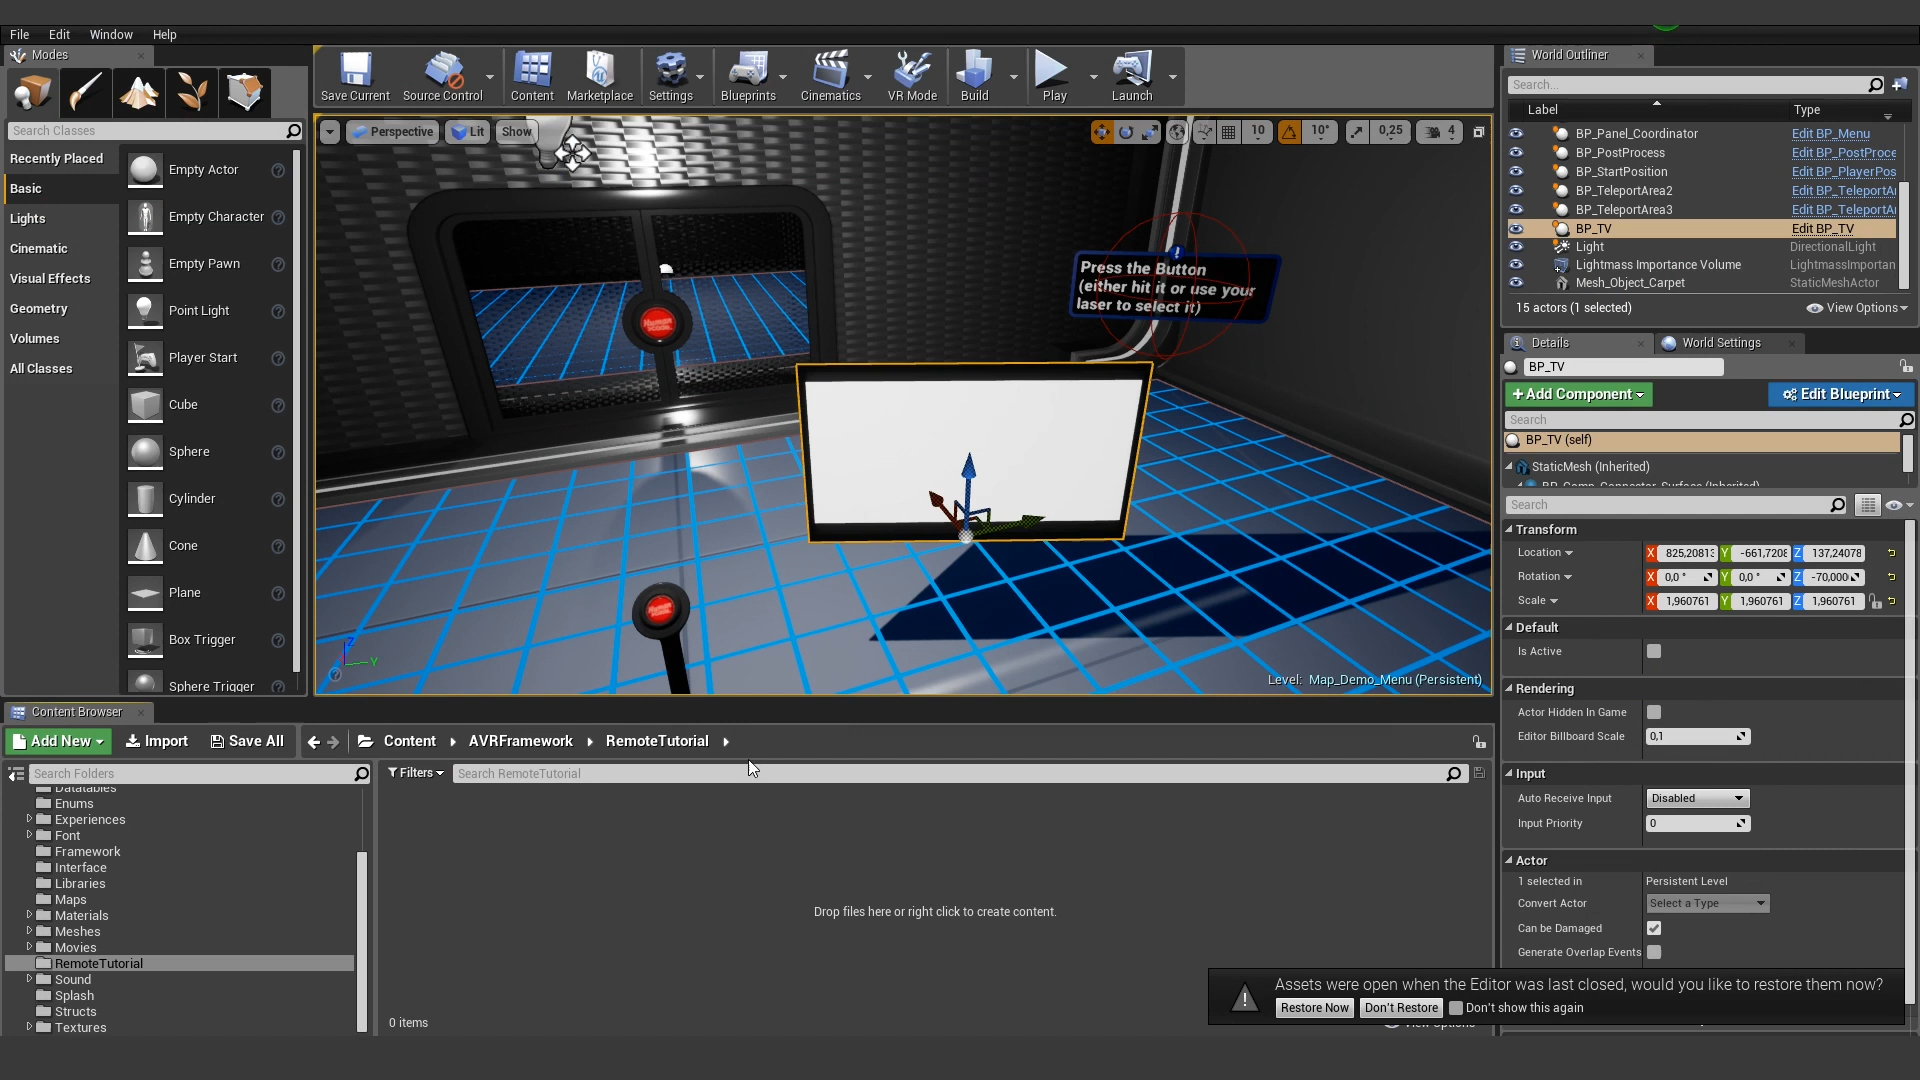 File Edit Window Help
Modes
World Outliner
Save Current
Source Control
Content
Marketplace
Settings
Blueprints
Cinematics
VR Mode
Build
Play
Launch
Search...
Label
Type
Search Classes
Perspective
Lit
Show
10
10°
0,25
4
Recently Placed
Basic
Lights
Cinematic
Visual Effects
Geometry
Volumes
All Classes
Empty Actor
Empty Character
Empty Pawn
Point Light
Player Start
Cube
Sphere
Cylinder
Cone
Plane
Box Trigger
Sphere Trigger
Press the Button
(either hit it or use your
laser to select it)
Level: Map_Demo_Menu (Persistent)
BP_Panel_Coordinator Edit BP_Menu
BP_PostProcess Edit BP_PostProce
BP_StartPosition Edit BP_PlayerPos
BP_TeleportArea2 Edit BP_TeleportAr
BP_TeleportArea3 Edit BP_TeleportAr
BP_TV Edit BP_TV
Light DirectionalLight
Lightmass Importance Volume LightmassImportan
Mesh_Object_Carpet StaticMeshActor
15 actors (1 selected)
View Options
Details
World Settings
BP_TV
+Add Component
Edit Blueprint
Search
BP_TV (self)
StaticMesh (Inherited)
BP_Comp_Connector_Surface (Inherited)
Search
Transform
Location X 825,20813 Y -661,7208 Z 137,24078
Rotation X 0,0 ° Y 0,0 ° Z -70,000
Scale X 1,960761 Y 1,960761 Z 1,960761
Default
Is Active
Rendering
Actor Hidden In Game
Editor Billboard Scale 0,1
Input
Auto Receive Input Disabled
Input Priority 0
Actor
1 selected in Persistent Level
Convert Actor Select a Type
Can be Damaged
Generate Overlap Events
Content Browser
Add New
Import
Save All
Content
AVRFramework
RemoteTutorial
Search Folders
Filters
Search RemoteTutorial
Datatables
Enums
Experiences
Font
Framework
Interface
Libraries
Maps
Materials
Meshes
Movies
RemoteTutorial
Sound
Splash
Structs
Textures
Drop files here or right click to create content.
0 items
View Options
Assets were open when the Editor was last closed, would you like to restore them now?
Restore Now
Don't Restore
Don't show this again
Z
Y